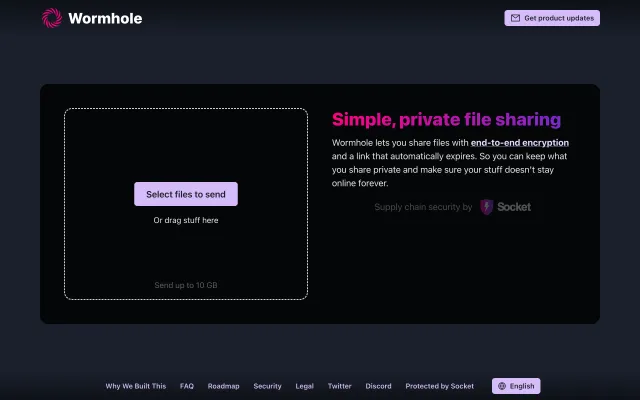 Wormhole
Get product updates
Simple, private file sharing
Wormhole lets you share files with end-to-end encryption
and a link that automatically expires. So you can keep what
you share private and make sure your stuff doesn't stay
online forever.
Supply chain security by Socket
Select files to send
Or drag stuff here
Send up to 10 GB
Why We Built This
FAQ
Roadmap
Security
Legal
Twitter
Discord
Protected by Socket
English